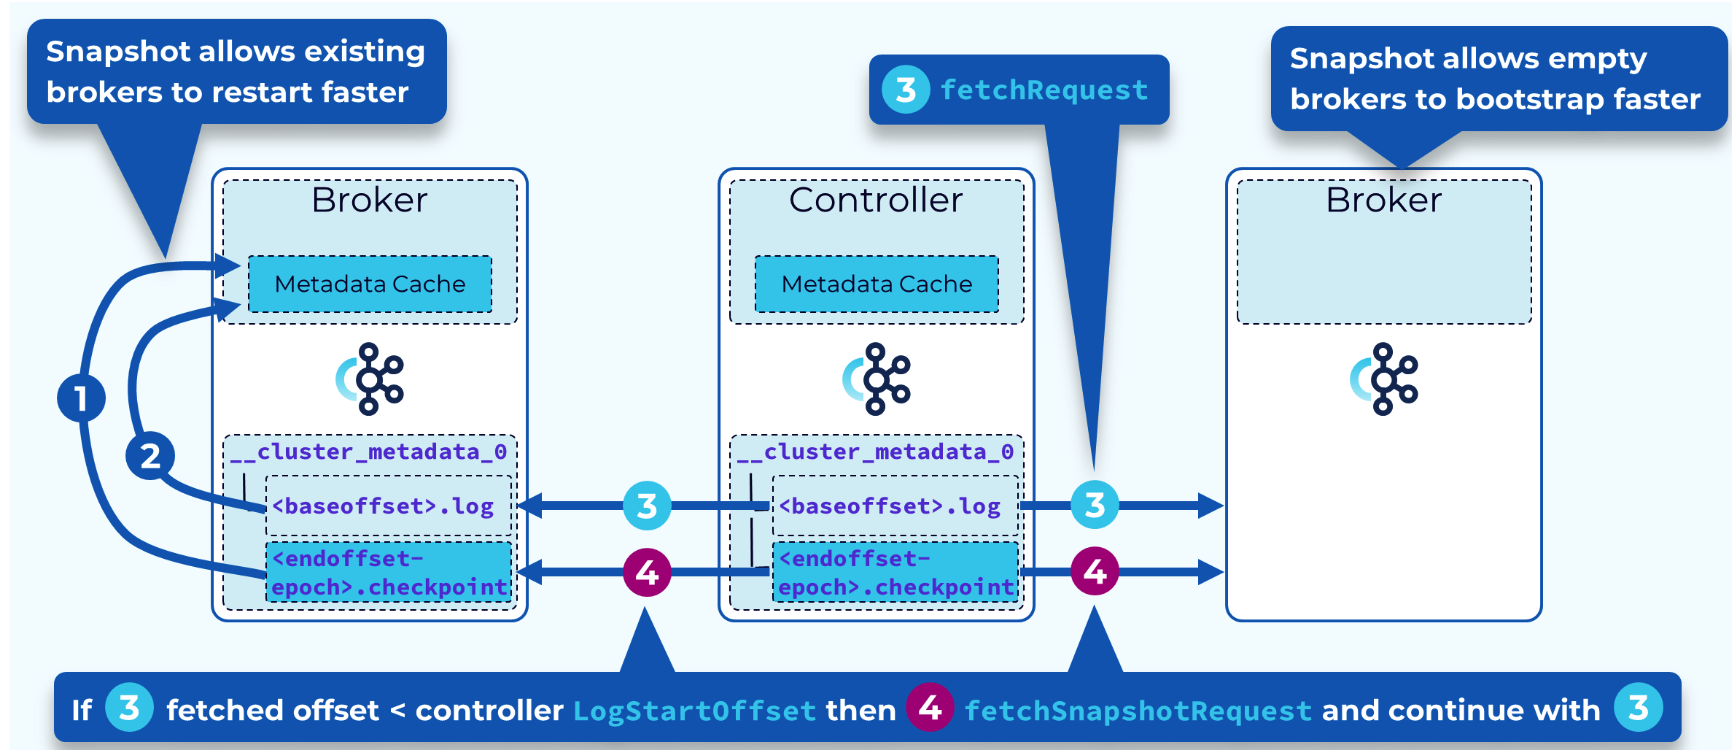 Snapshot allows existing
brokers to restart faster
3 fetchRequest
Snapshot allows empty
brokers to bootstrap faster
Broker
Metadata Cache
1
2
__cluster_metadata_0
<baseoffset>.log
<endoffset-
epoch>.checkpoint
3
4
Controller
Metadata Cache
__cluster_metadata_0
<baseoffset>.log
<endoffset-
epoch>.checkpoint
3
4
Broker
If 3 fetched offset < controller LogStartOffset then 4 fetchSnapshotRequest and continue with 3